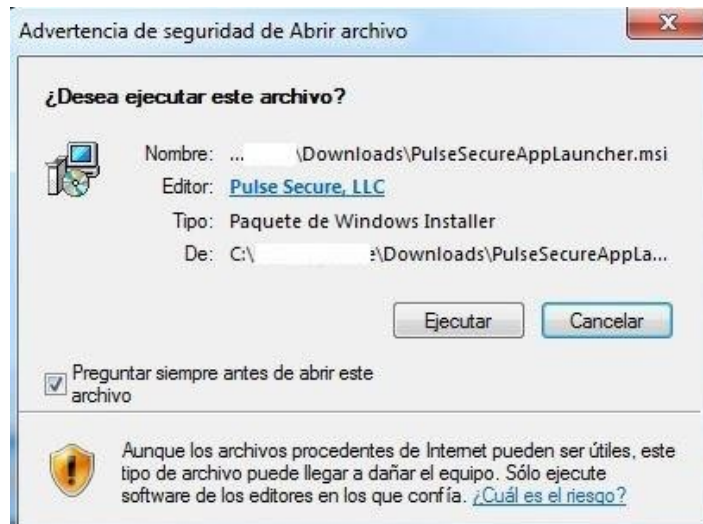 Advertencia de seguridad de Abrir archivo
¿Desea ejecutar este archivo?
Nombre: ... \Downloads\PulseSecureAppLauncher.msi
Editor: Pulse Secure, LLC
Tipo: Paquete de Windows Installer
De: C:\ e\Downloads\PulseSecureAppLa...
Ejecutar Cancelar
Preguntar siempre antes de abrir este
archivo
Aunque los archivos procedentes de Internet pueden ser útiles, este
tipo de archivo puede llegar a dañar el equipo. Sólo ejecute
software de los editores en los que confía. ¿Cuál es el riesgo?